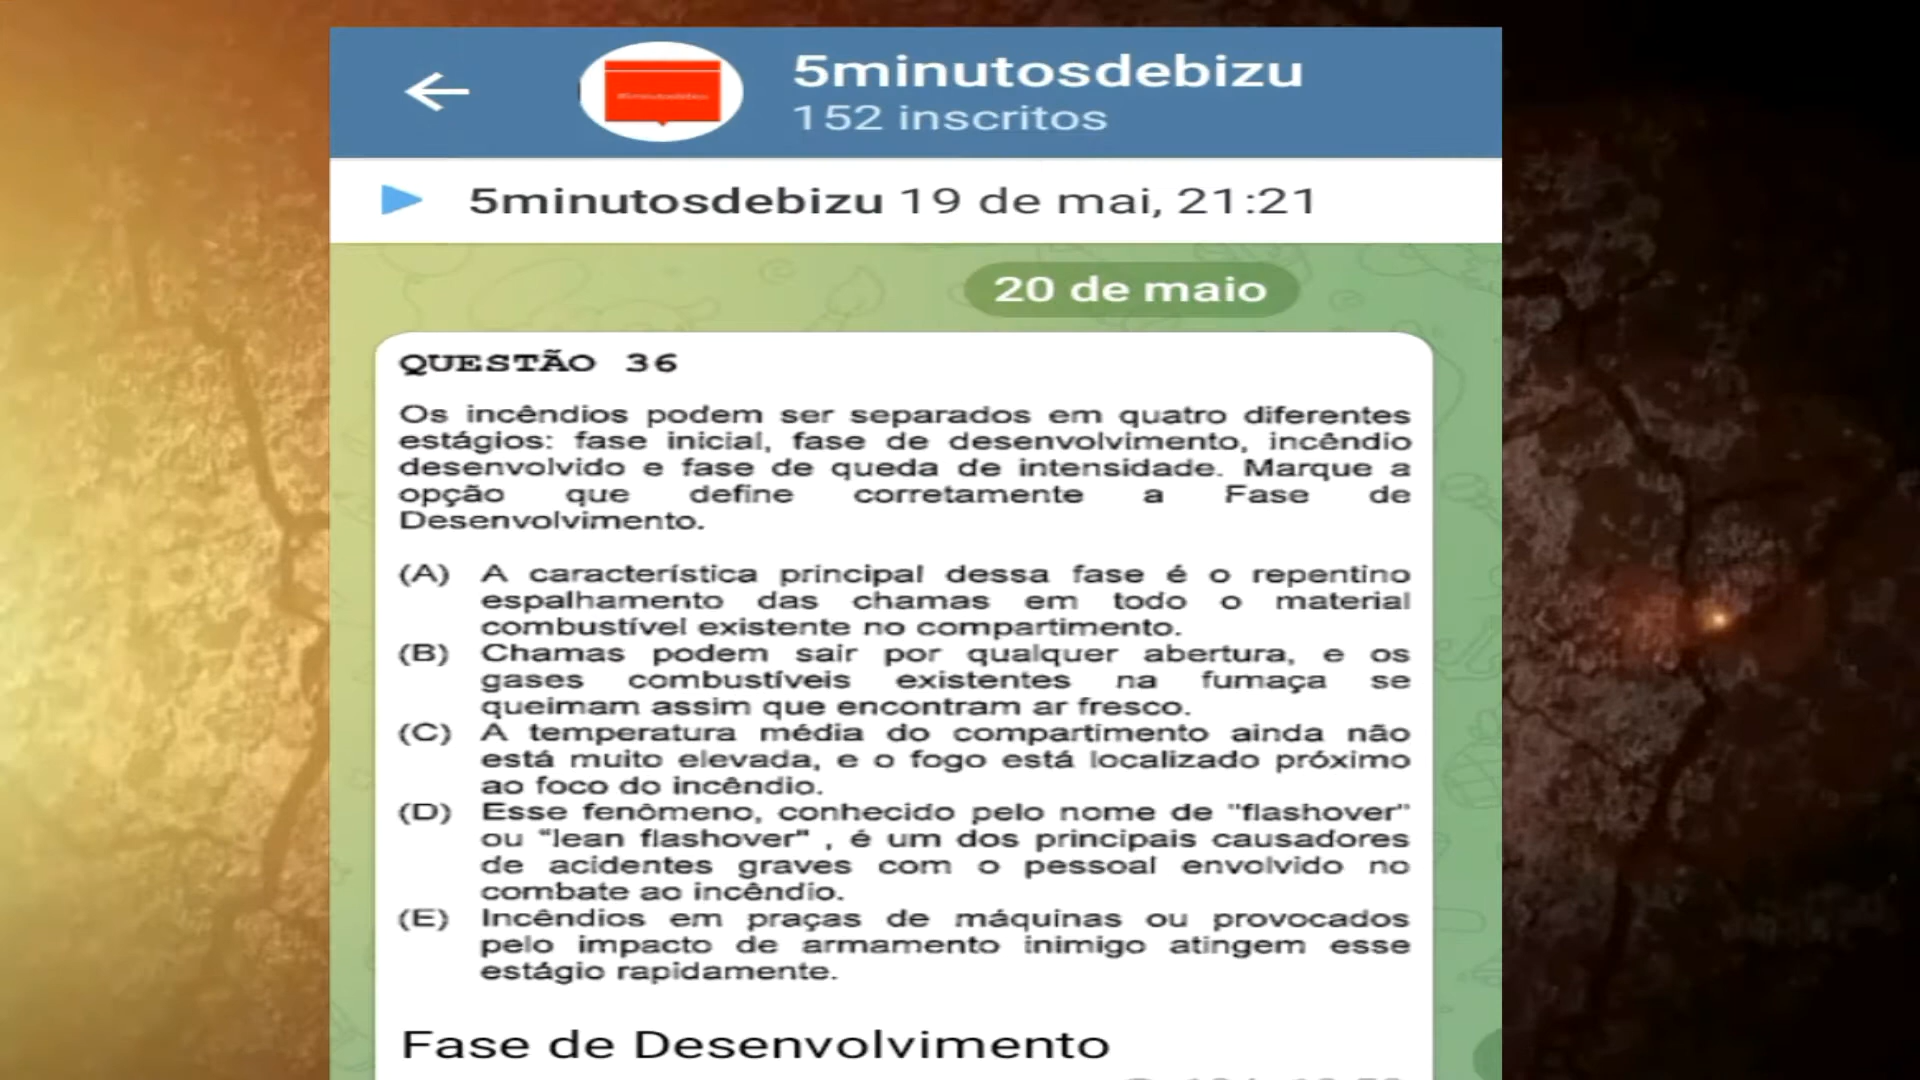 5minutosdebizu
152 inscritos
5minutosdebizu 19 de mai, 21:21
20 de maio
QUESTÃO 36
Os incêndios podem ser separados em quatro diferentes
estágios: fase inicial, fase de desenvolvimento, incêndio
desenvolvido e fase de queda de intensidade. Marque a
opção que define corretamente a Fase de
Desenvolvimento.
(A) A característica principal dessa fase é o repentino
espalhamento das chamas em todo o material
combustível existente no compartimento.
(B) Chamas podem sair por qualquer abertura, e os
gases combustíveis existentes na fumaça se
queimam assim que encontram ar fresco.
(C) A temperatura média do compartimento ainda não
está muito elevada, e o fogo está localizado próximo
ao foco do incêndio.
(D) Esse fenômeno, conhecido pelo nome de "flashover"
ou "lean flashover" , é um dos principais causadores
de acidentes graves com o pessoal envolvido no
combate ao incêndio.
(E) Incêndios em praças de máquinas ou provocados
pelo impacto de armamento inimigo atingem esse
estágio rapidamente.
Fase de Desenvolvimento